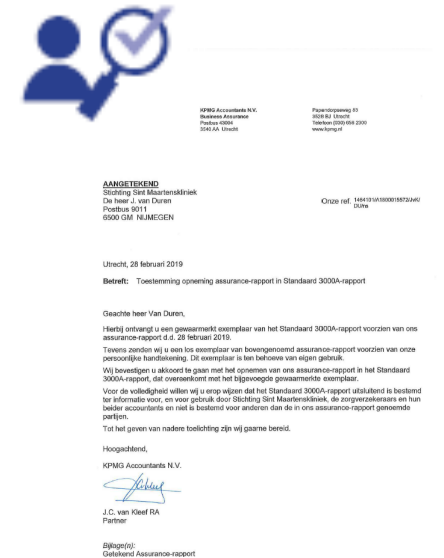 KPMG Accountants N.V.
Business Assurance
Postbus 43004
3540 AA Utrecht
Papendorpseweg 83
3528 BJ Utrecht
Telefoon (030) 658 2300
www.kpmg.nl
AANGETEKEND
Stichting Sint Maartenskliniek
De heer J. van Duren
Postbus 9011
6500 GM NIJMEGEN
Onze ref
Utrecht, 28 februari 2019
Betreft: Toestemming opneming assurance-rapport in Standaard 3000A-rapport
Geachte heer Van Duren,
Hierbij ontvangt u een gewaarmerkt exemplaar van het Standaard 3000A-rapport voorzien van ons
assurance-rapport d.d. 28 februari 2019.
Tevens zenden wij u een los exemplaar van bovengenoemd assurance-rapport voorzien van onze
persoonlijke handtekening. Dit exemplaar is ten behoeve van eigen gebruik.
Wij bevestigen u akkoord te gaan met het opnemen van ons assurance-rapport in het Standaard
3000A-rapport, dat overeenkomt met het bijgevoegde gewaarmerkte exemplaar.
Voor de volledigheid willen wij u erop wijzen dat het assurance-rapport uitsluitend is bestemd
ter informatie voor, en voor gebruik door Stichting Sint Maartenskliniek, de zorgverzekeraars en hun
beider accountants en niet is bestemd voor anderen dan de in ons assurance-rapport genoemde
partijen.
Tot het geven van nadere toelichting zijn wij gaarne bereid.
Hoogachtend,
KPMG Accountants N.V.
J.C. van Kleef RA
Partner
Bijlage(n):
Getekend Assurance-rapport